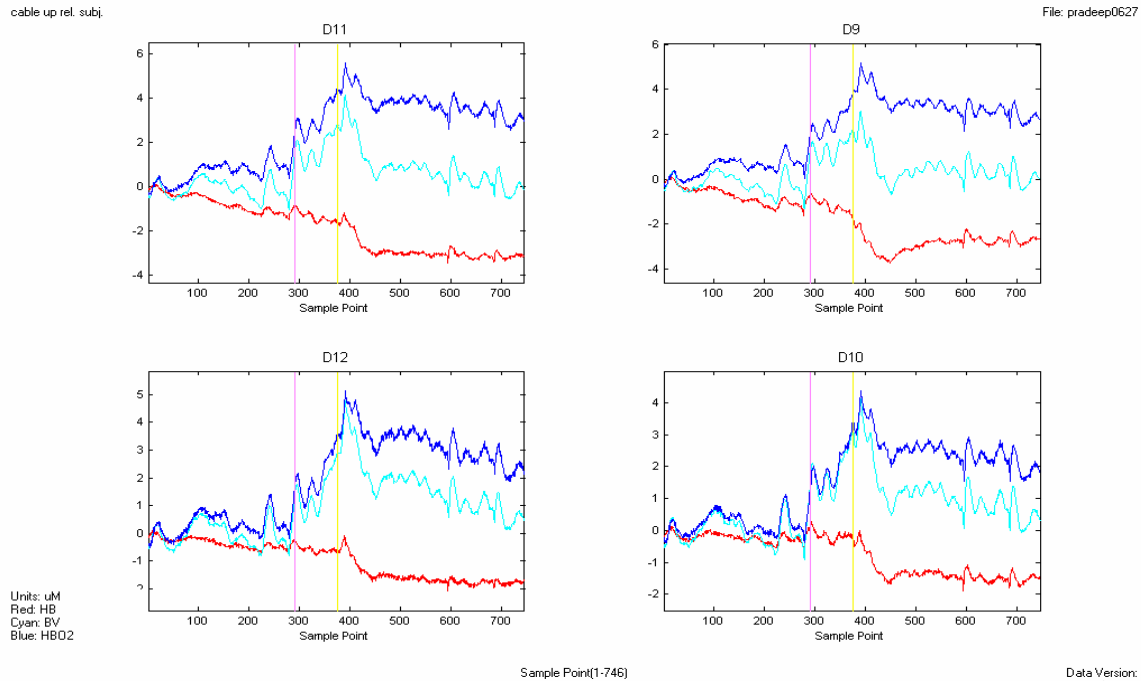 cable up rel. subj.
File: pradeep0627
D11
6
4
2
0
-2
-4
100 200 300 400 500 600 700
Sample Point
D9
6
4
2
0
-2
-4
100 200 300 400 500 600 700
Sample Point
D12
5
4
3
2
1
0
-1
-2
100 200 300 400 500 600 700
Sample Point
D10
4
3
2
1
0
-1
-2
100 200 300 400 500 600 700
Sample Point
Units: uM
Red: HB
Cyan: BV
Blue: HBO2
Sample Point(1-746)
Data Version: